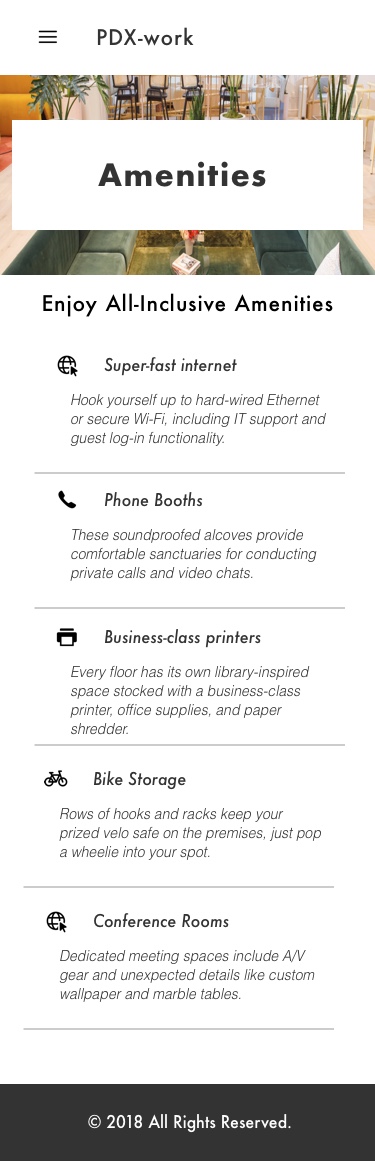 PDX-work
Amenities
Enjoy All-Inclusive Amenities
Super-fast internet
Hook yourself up to hard-wired Ethernet
or secure Wi-Fi, including IT support and
guest log-in functionality.
Phone Booths
These soundproofed alcoves provide
comfortable sanctuaries for conducting
private calls and video chats.
Business-class printers
Every floor has its own library-inspired
space stocked with a business-class
printer, office supplies, and paper
shredder.
Bike Storage
Rows of hooks and racks keep your
prized velo safe on the premises, just pop
a wheelie into your spot.
Conference Rooms
Dedicated meeting spaces include A/V
gear and unexpected details like custom
wallpaper and marble tables.
© 2018 All Rights Reserved.